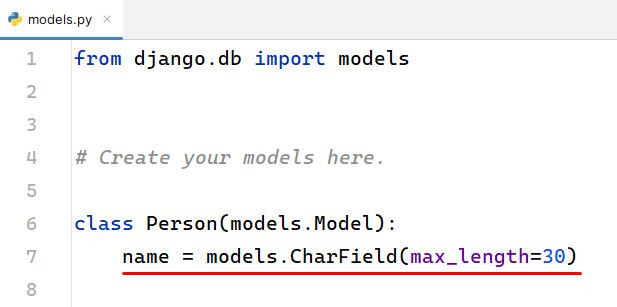 models.py ×
1 from django.db import models
2
3
4 # Create your models here.
5
6 class Person(models.Model):
7     name = models.CharField(max_length=30)
8